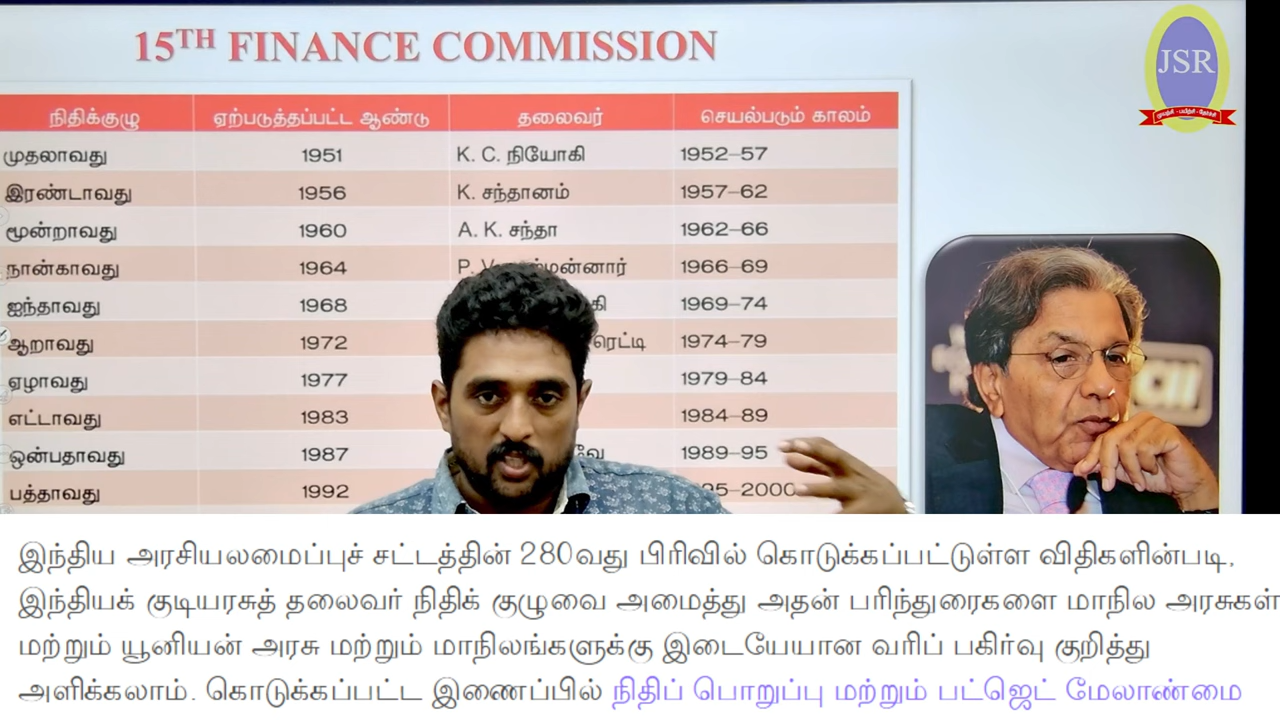 15TH FINANCE COMMISSION
JSR
நிதிக்குழு ஏற்படுத்தப்பட்ட ஆண்டு தலைவர் செயல்படும் காலம்
முதலாவது 1951 K. C. நியோகி 1952–57
இரண்டாவது 1956 K. சந்தானம் 1957–62
மூன்றாவது 1960 A. K. சந்தா 1962–66
நான்காவது 1964 P. 1966–69
ஐந்தாவது 1968 1969–74
ஆறாவது 1972 1974–79
ஏழாவது 1977 1979–84
எட்டாவது 1983 1984–89
ஒன்பதாவது 1987 1989–95
பத்தாவது 1992
இந்திய அரசியலமைப்புச் சட்டத்தின் 280வது பிரிவில் கொடுக்கப்பட்டுள்ள விதிகளின்படி,
இந்தியக் குடியரசுத் தலைவர் நிதிக் குழுவை அமைத்து அதன் பரிந்துரைகளை மாநில அரசுகள்
மற்றும் யூனியன் அரசு மற்றும் மாநிலங்களுக்கு இடையேயான வரிப் பகிர்வு குறித்து
அளிக்கலாம். கொடுக்கப்பட்ட இணைப்பில் நிதிப் பொறுப்பு மற்றும் பட்ஜெட் மேலாண்மை